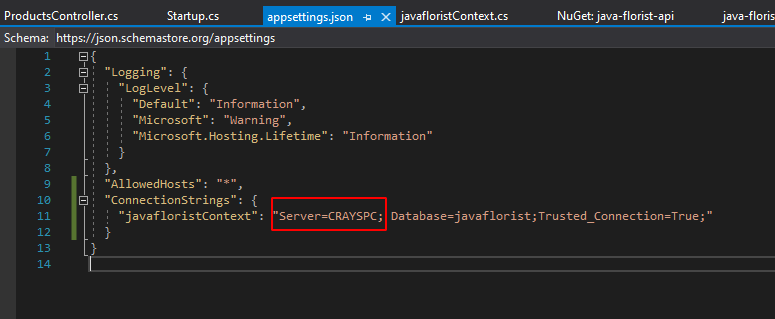 ProductsController.cs Startup.cs appsettings.json javafloristContext.cs NuGet: java-florist-api java-floris
Schema: https://json.schemastore.org/appsettings
1 {
2 "Logging": {
3 "LogLevel": {
4 "Default": "Information",
5 "Microsoft": "Warning",
6 "Microsoft.Hosting.Lifetime": "Information"
7 }
8 },
9 "AllowedHosts": "*",
10 "ConnectionStrings": {
11 "javafloristContext": "Server=CRAYSPC; Database=javaflorist;Trusted_Connection=True;"
12 }
13 }
14